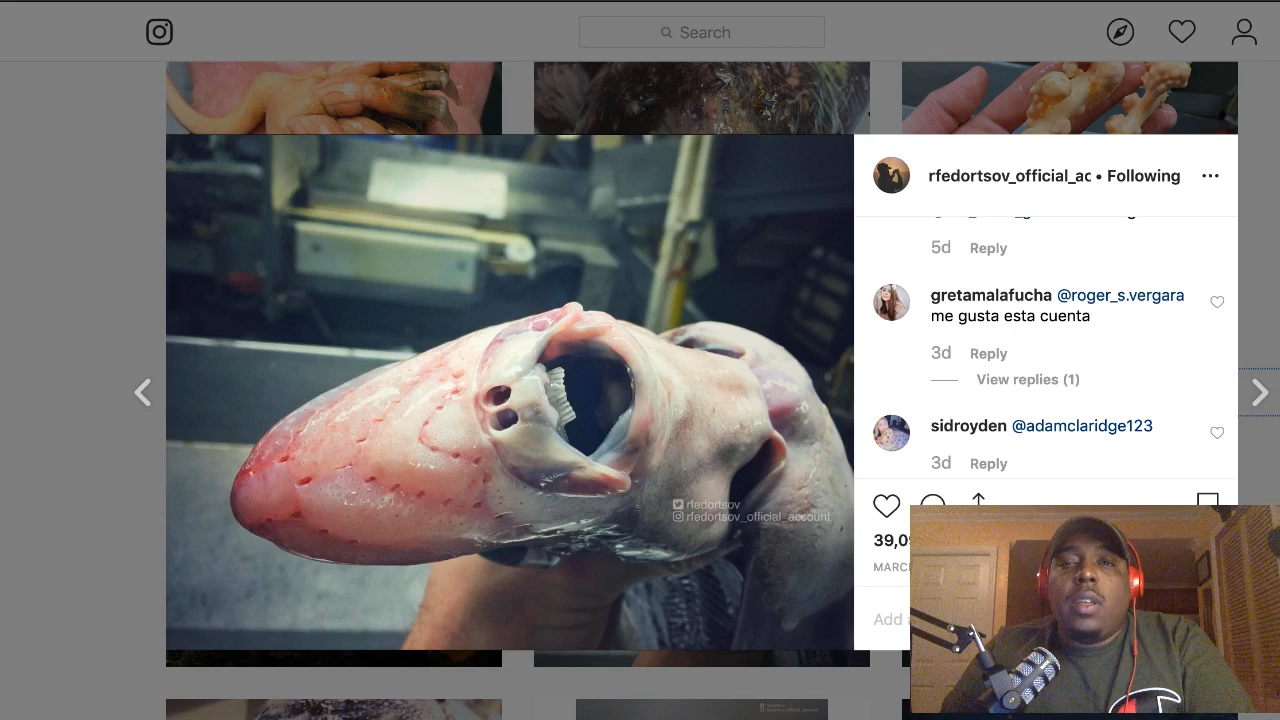 Search
rfedortsov_official_ac • Following
5d Reply
gretamalafucha @roger_s.vergara
me gusta esta cuenta
3d Reply
View replies (1)
sidroyden @adamclaridge123
3d Reply
rfedortsov
rfedortsov_official_account
39,0
MARC
Add